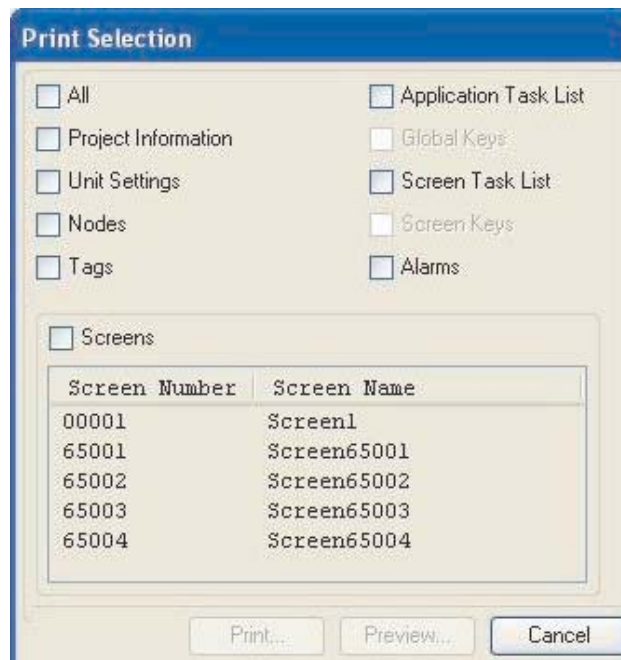 Print Selection
All
Application Task List
Project Information
Global Keys
Unit Settings
Screen Task List
Nodes
Screen Keys
Tags
Alarms
Screens
Screen Number Screen Name
00001 Screen1
65001 Screen65001
65002 Screen65002
65003 Screen65003
65004 Screen65004
Print... Preview... Cancel